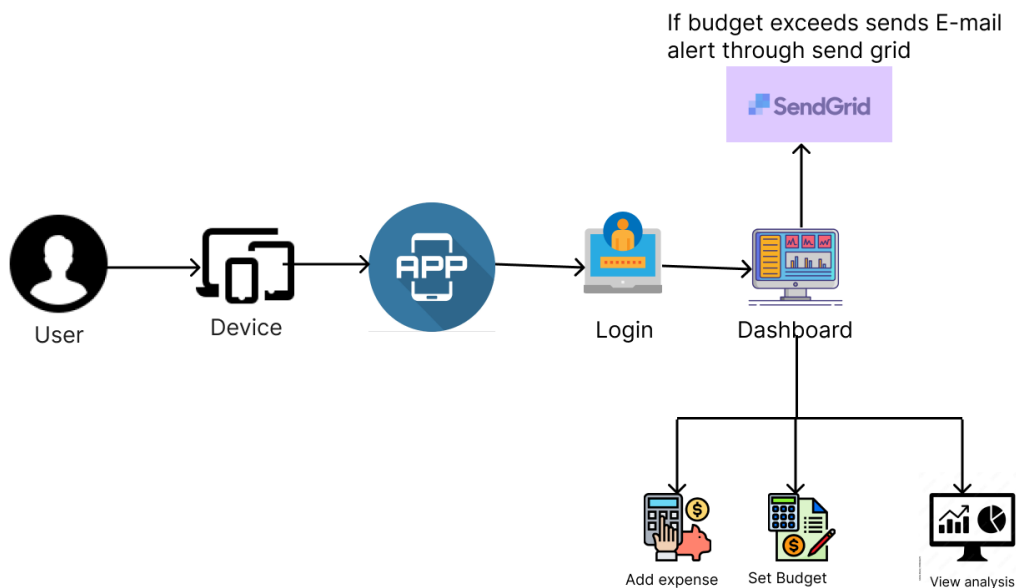 If budget exceeds sends E-mail
alert through send grid
SendGrid
APP
User
Device
Login
Dashboard
Add expense
Set Budget
View analysis